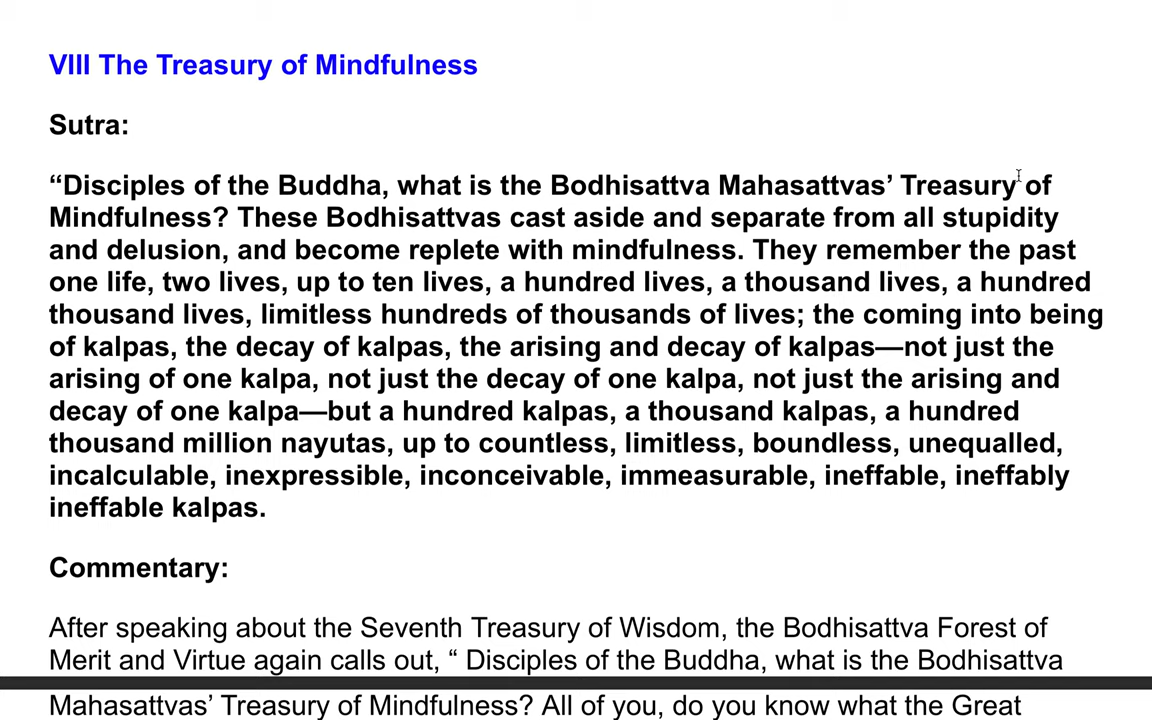 VIII The Treasury of Mindfulness
Sutra:
“Disciples of the Buddha, what is the Bodhisattva Mahasattvas’ Treasury of
Mindfulness? These Bodhisattvas cast aside and separate from all stupidity
and delusion, and become replete with mindfulness. They remember the past
one life, two lives, up to ten lives, a hundred lives, a thousand lives, a hundred
thousand lives, limitless hundreds of thousands of lives; the coming into being
of kalpas, the decay of kalpas, the arising and decay of kalpas—not just the
arising of one kalpa, not just the decay of one kalpa, not just the arising and
decay of one kalpa—but a hundred kalpas, a thousand kalpas, a hundred
thousand million nayutas, up to countless, limitless, boundless, unequalled,
incalculable, inexpressible, inconceivable, immeasurable, ineffable, ineffably
ineffable kalpas.
Commentary:
After speaking about the Seventh Treasury of Wisdom, the Bodhisattva Forest of
Merit and Virtue again calls out, “ Disciples of the Buddha, what is the Bodhisattva
Mahasattvas’ Treasury of Mindfulness? All of you, do you know what the Great